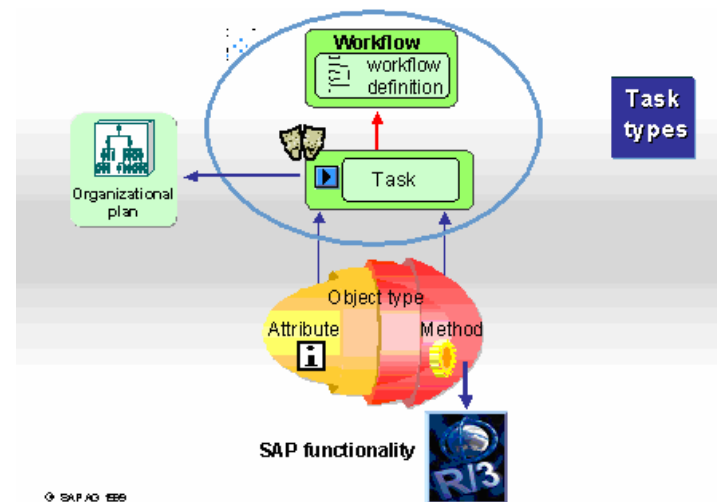 Workflow
workflow
definition
Task
types
Task
Organizational
plan
Object type
Attribute
Method
i
SAP functionality
R/3
© SAP AG 1999